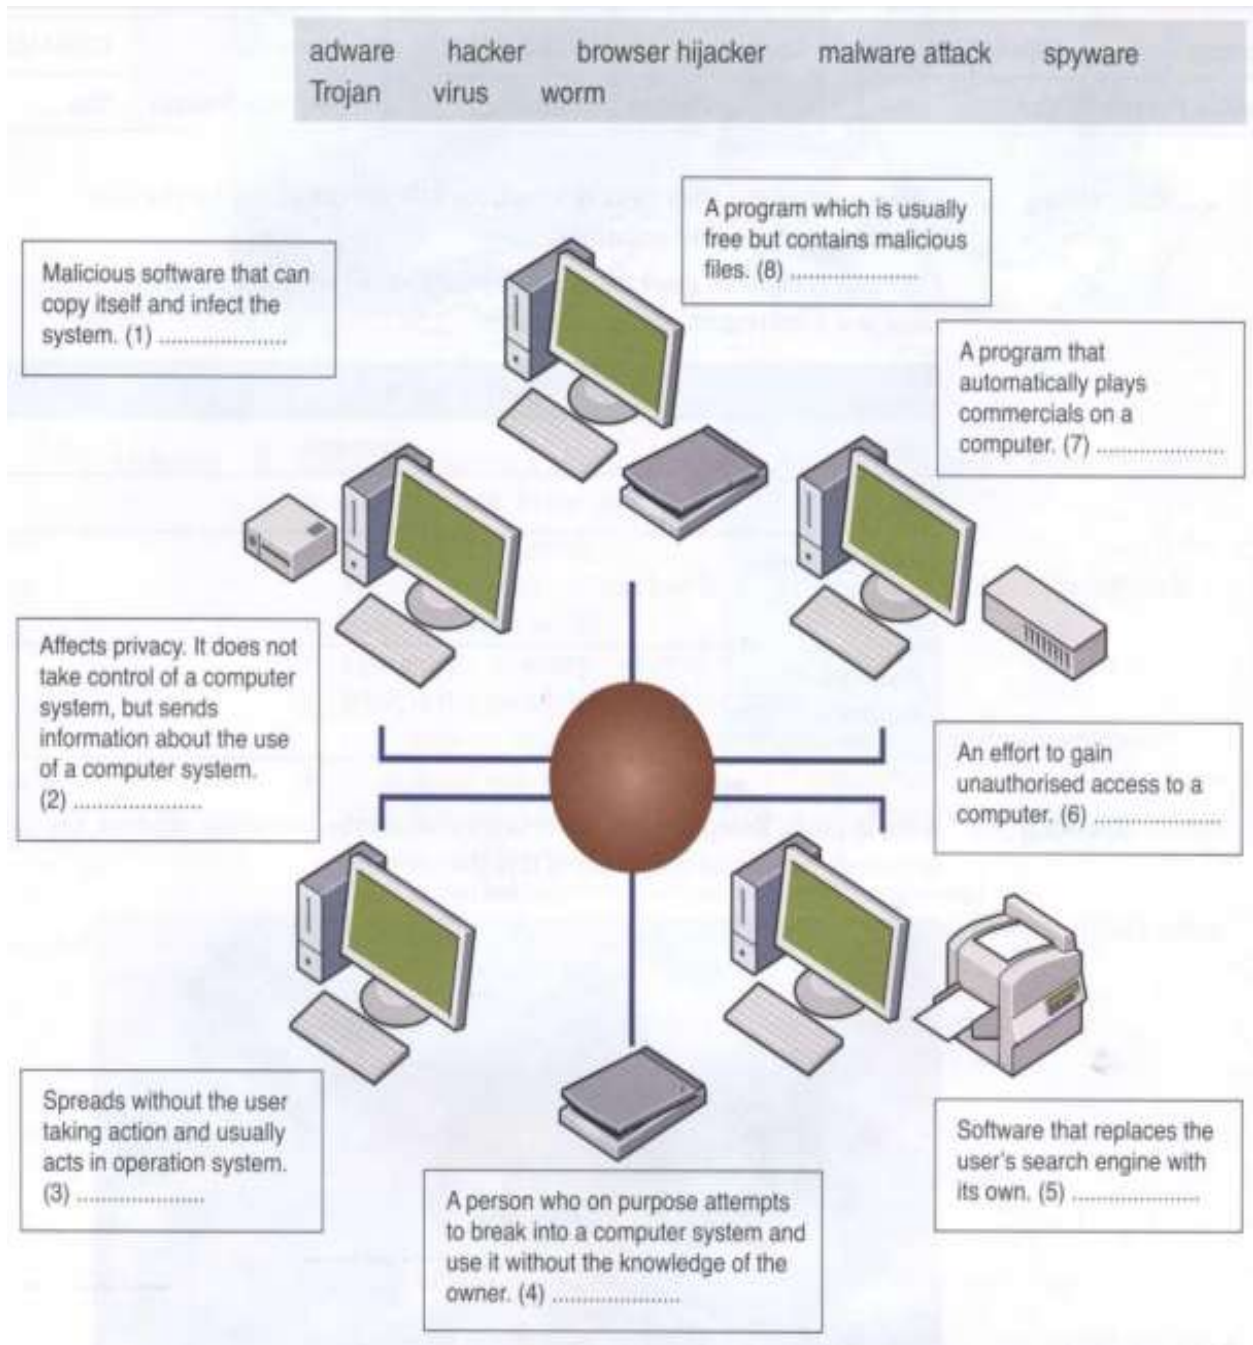 adware hacker browser hijacker malware attack spyware
Trojan virus worm
A program which is usually
free but contains malicious
files. (8) ......................
Malicious software that can
copy itself and infect the
system. (1) ......................
A program that
automatically plays
commercials on a
computer. (7) ......................
Affects privacy. It does not
take control of a computer
system, but sends
information about the use
of a computer system.
(2) ......................
An effort to gain
unauthorised access to a
computer. (6) ......................
Spreads without the user
taking action and usually
acts in operation system.
(3) ......................
A person who on purpose attempts
to break into a computer system and
use it without the knowledge of the
owner. (4) ......................
Software that replaces the
user's search engine with
its own. (5) ......................